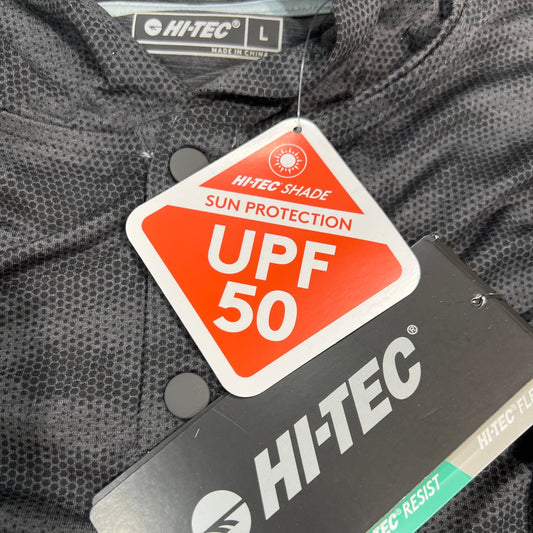 HI-TEC® L
MADE IN CHINA
HI-TEC SHADE
SUN PROTECTION
UPF
50
HI-TEC®
HI-TEC® FLE
HI-TEC® RESIST